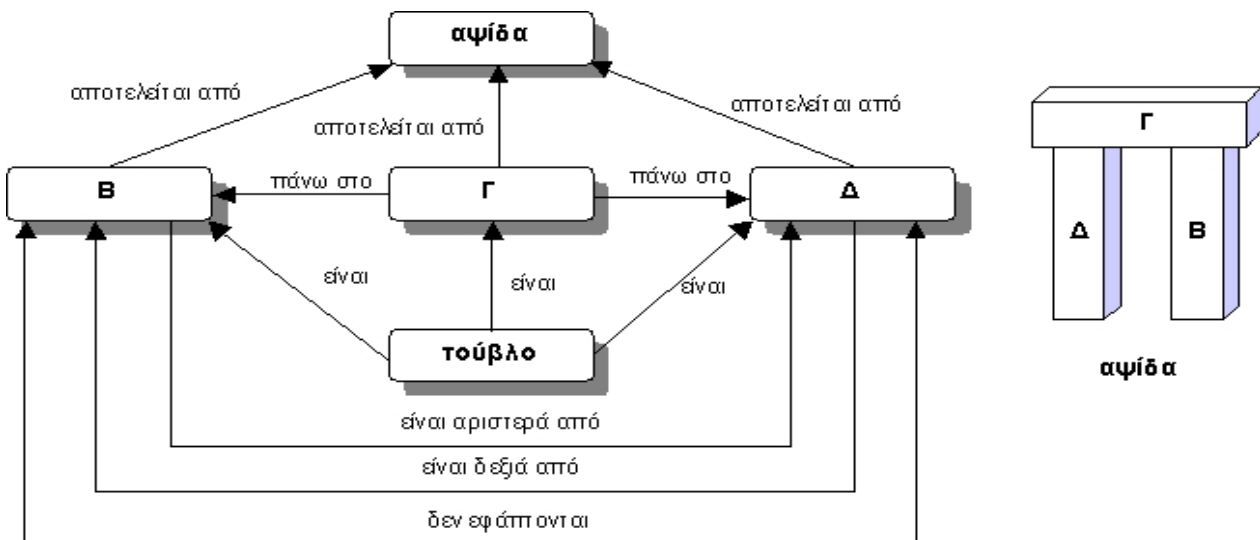 αψίδα
αποτελείται από
αποτελείται από
αποτελείται από
Β
πάνω στο
Γ
πάνω στο
Δ
είναι
είναι
είναι
τούβλο
είναι αριστερά από
είναι δεξιά από
δεν εφάπτονται
Γ
Δ
Β
αψίδα